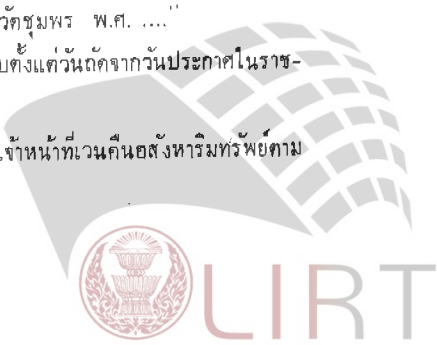 วัดชุมพร พ.ศ. ....''
บตั้งแต่วันถัดจากวันประกาศในราช-
เจ้าหน้าที่เวนคืนอสังหาริมทรัพย์ตาม
LIRT